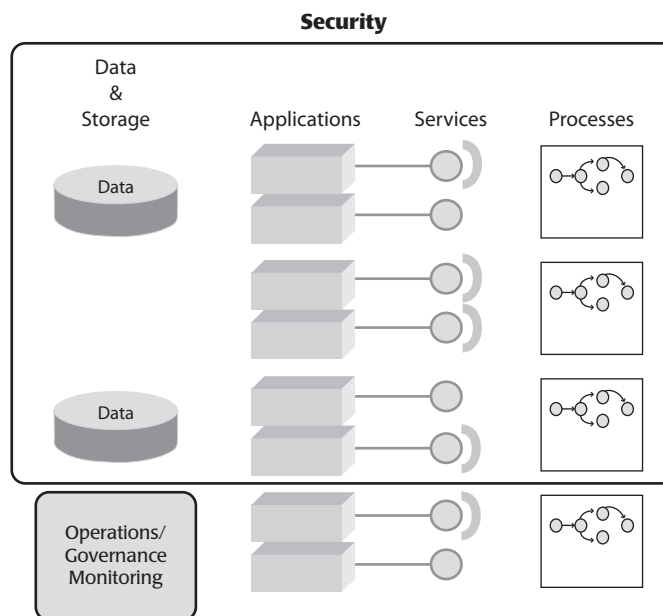 Security
Data
&
Storage
Applications
Services
Processes
Data
Data
Operations/
Governance
Monitoring